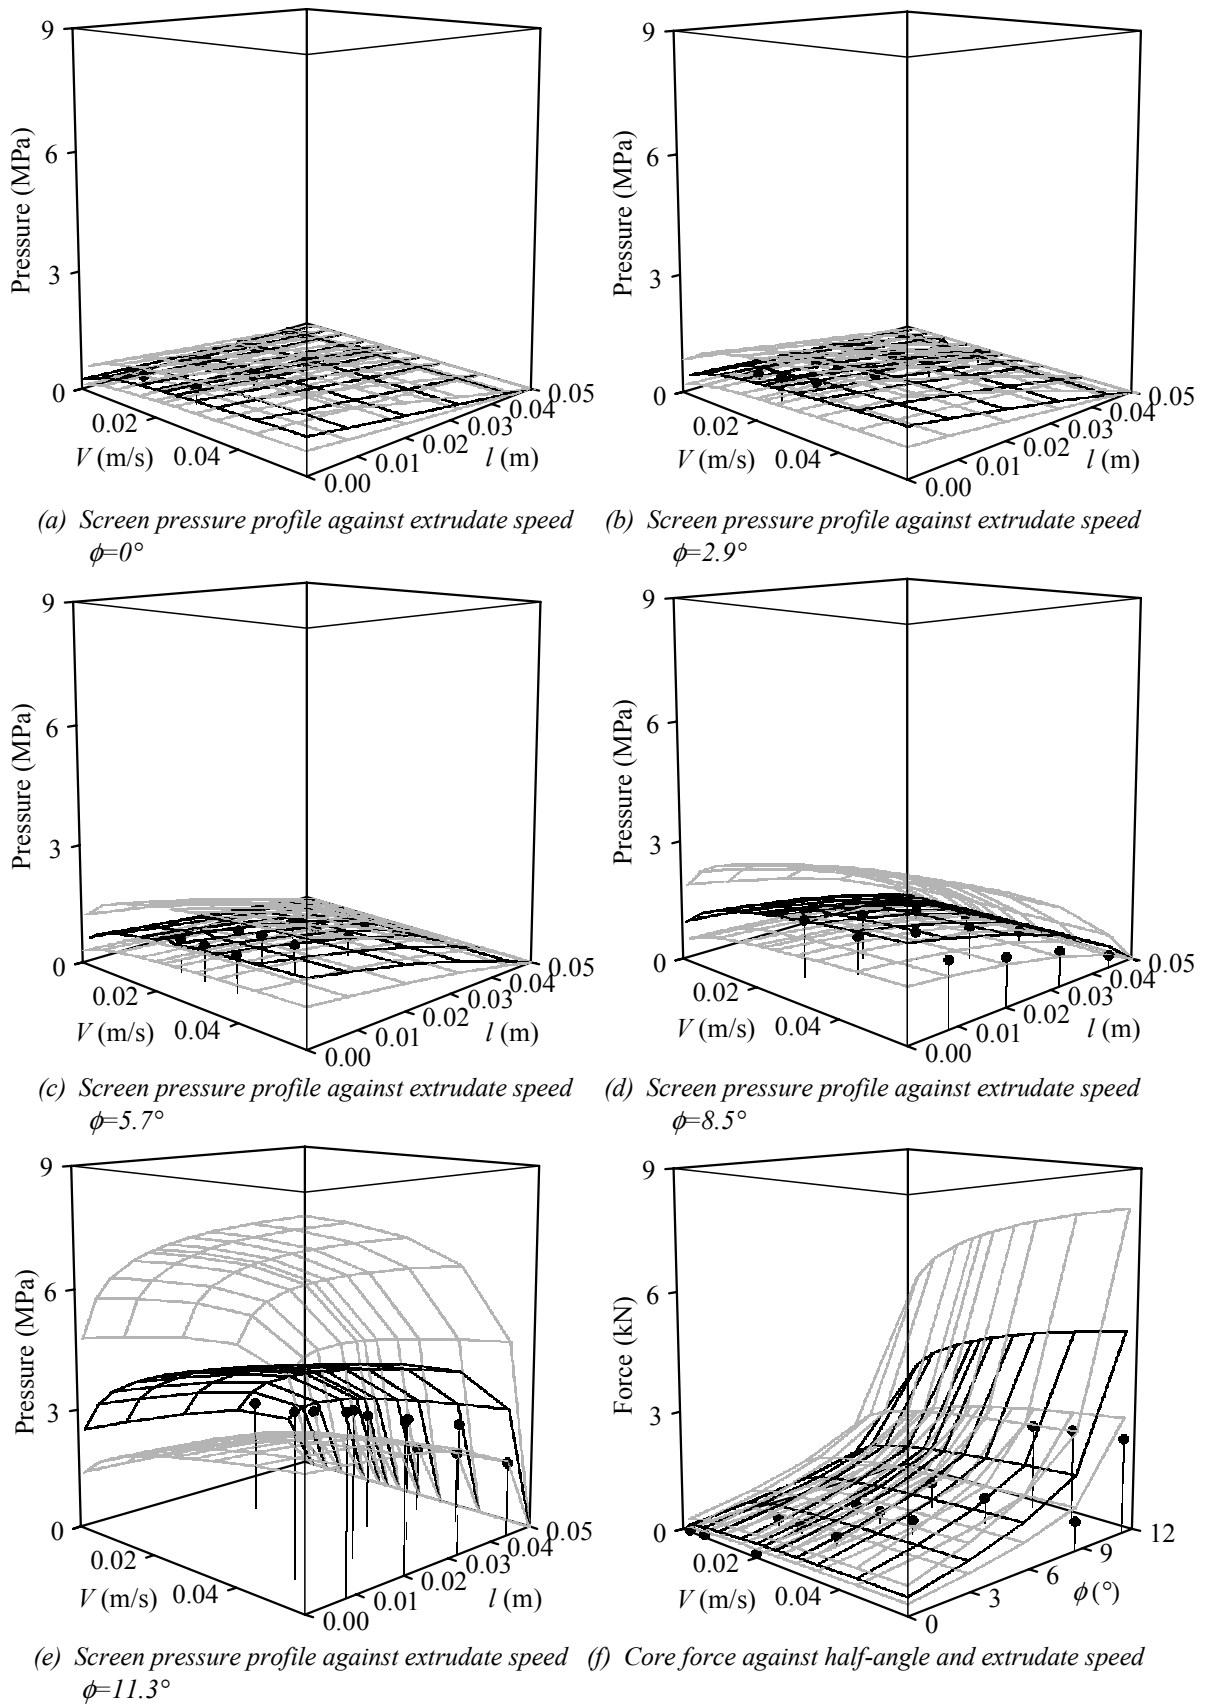 9
6
3
0
Pressure (MPa)
0.02
0.04
V (m/s)
0.00
0.01
0.02
0.03
0.04
0.05
l (m)
(a) Screen pressure profile against extrudate speed
ϕ=0°
9
6
3
0
Pressure (MPa)
0.02
0.04
V (m/s)
0.00
0.01
0.02
0.03
0.04
0.05
l (m)
(b) Screen pressure profile against extrudate speed
ϕ=2.9°
9
6
3
0
Pressure (MPa)
0.02
0.04
V (m/s)
0.00
0.01
0.02
0.03
0.04
0.05
l (m)
(c) Screen pressure profile against extrudate speed
ϕ=5.7°
9
6
3
0
Pressure (MPa)
0.02
0.04
V (m/s)
0.00
0.01
0.02
0.03
0.04
0.05
l (m)
(d) Screen pressure profile against extrudate speed
ϕ=8.5°
9
6
3
0
Pressure (MPa)
0.02
0.04
V (m/s)
0.00
0.01
0.02
0.03
0.04
0.05
l (m)
(e) Screen pressure profile against extrudate speed
ϕ=11.3°
9
6
3
0
Force (kN)
0.02
0.04
V (m/s)
0
3
6
9
12
ϕ (°)
(f) Core force against half-angle and extrudate speed